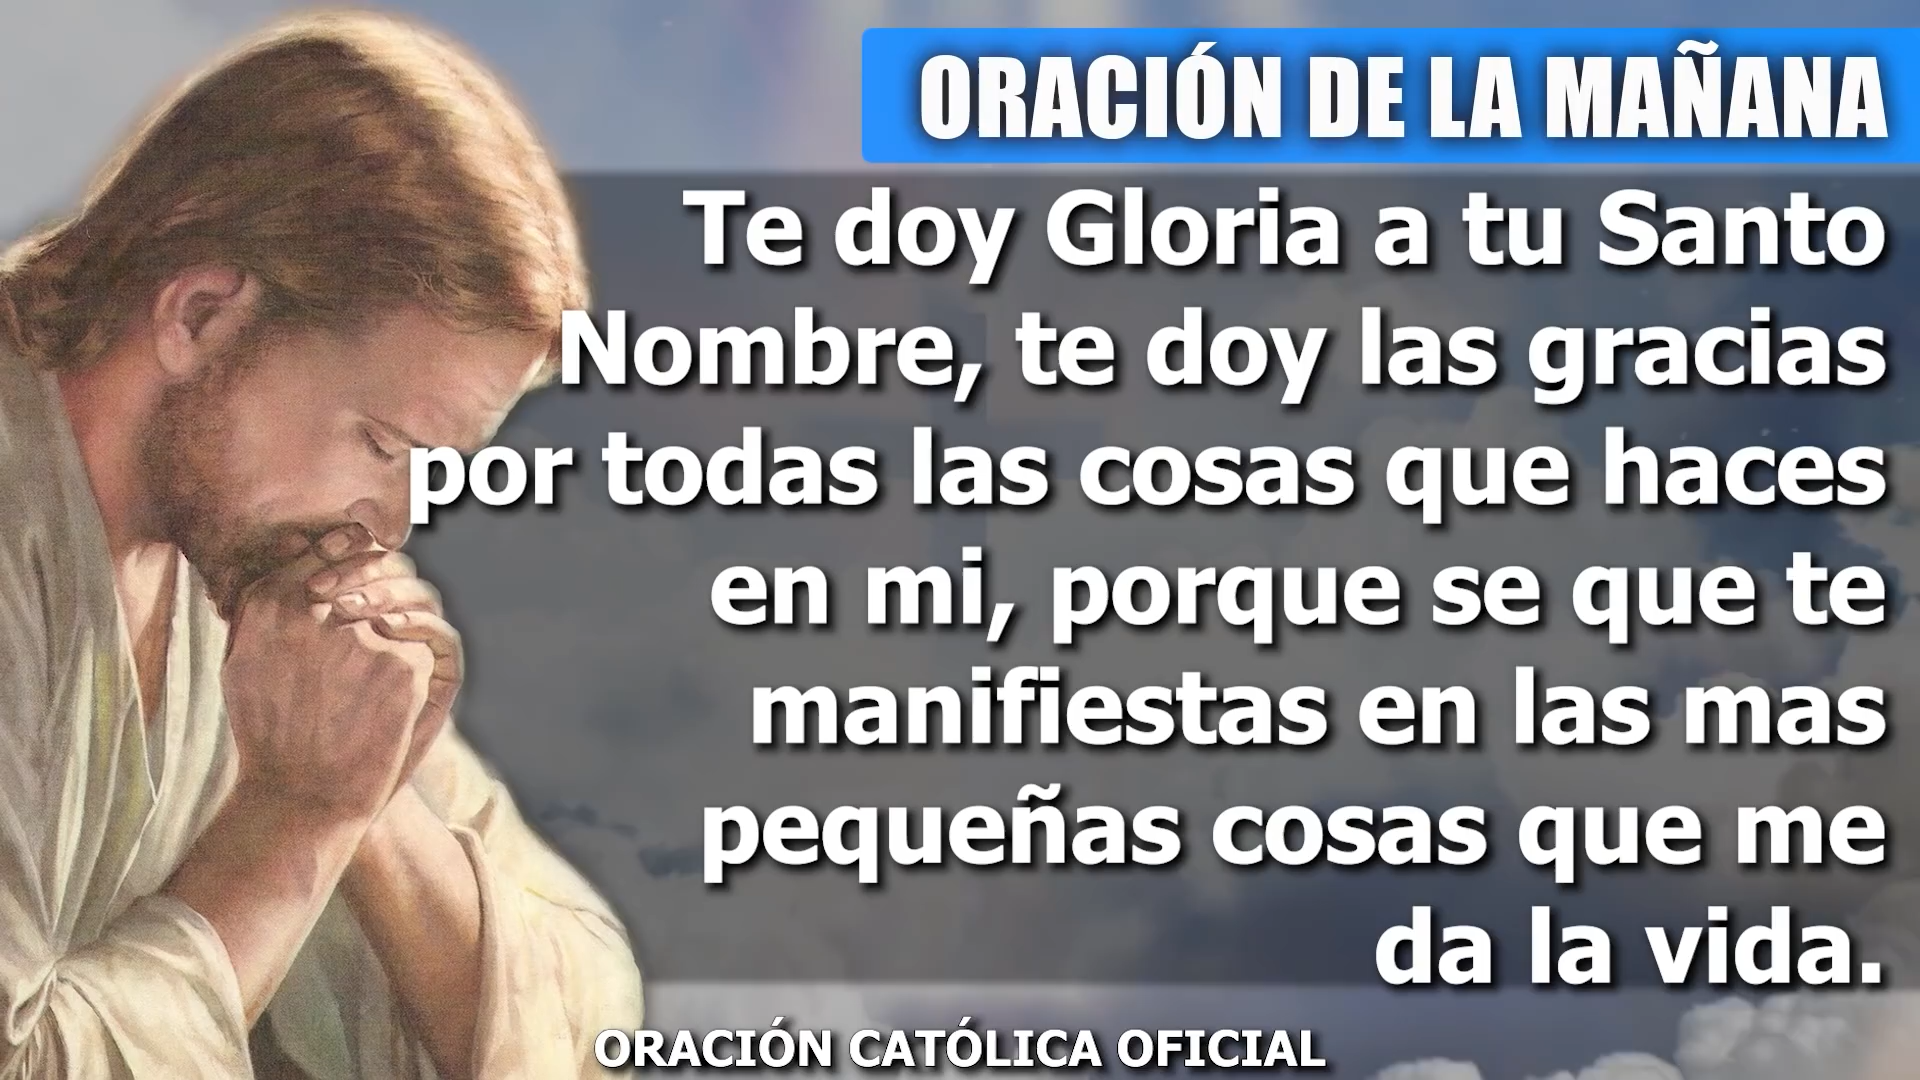 ORACIÓN DE LA MAÑANA
Te doy Gloria a tu Santo
Nombre, te doy las gracias
por todas las cosas que haces
en mi, porque se que te
manifiestas en las mas
pequeñas cosas que me
da la vida.
ORACIÓN CATÓLICA OFICIAL